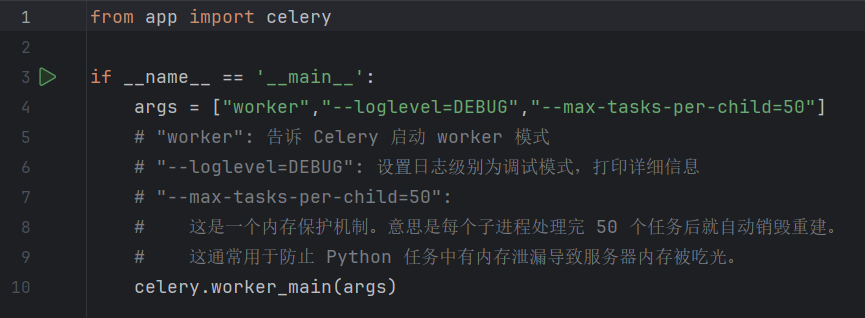 1 from app import celery
2
3 if __name__ == '__main__':
4 args = ["worker","--loglevel=DEBUG","--max-tasks-per-child=50"]
5 # "worker": 告诉 Celery 启动 worker 模式
6 # "--loglevel=DEBUG": 设置日志级别为调试模式，打印详细信息
7 # "--max-tasks-per-child=50":
8 #    这是一个内存保护机制。意思是每个子进程处理完 50 个任务后就自动销毁重建。
9 #    这通常用于防止 Python 任务中有内存泄漏导致服务器内存被吃光。
10 celery.worker_main(args)